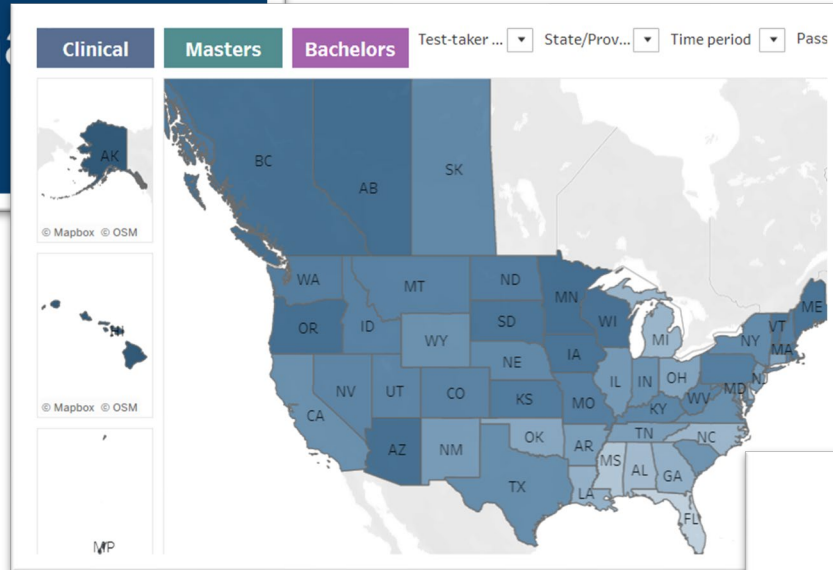 Clinical
Masters
Bachelors
Test-taker ...
State/Prov...
Time period
Pass
AK
© Mapbox © OSM
© Mapbox © OSM
MP
BC
AB
SK
WA
MT
ND
MN
OR
ID
SD
WI
WY
MI
VT
ME
NY
MA
IA
NE
NV
UT
CO
KS
MO
IL
IN
OH
NJ
MD
WV
KY
CA
AZ
NM
OK
AR
TN
NC
TX
MS
AL
GA
LA
FL